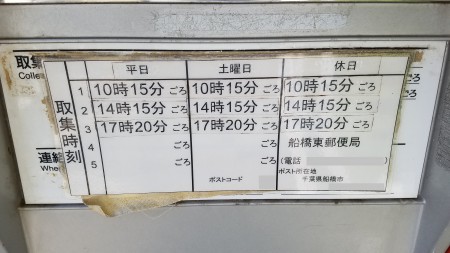 取集
Colle
平日 土曜日 休日
取集時刻
1 10時15分ごろ 10時15分ごろ 10時15分ごろ
2 14時15分ごろ 14時15分ごろ 14時15分ごろ
3 17時20分ごろ 17時20分ごろ 17時20分ごろ
4 ごろ ごろ 船橋東郵便局
5 ごろ ごろ (電話
ポストコード
ポスト所在地
千葉県船橋市
連絡
Whe
ごろ